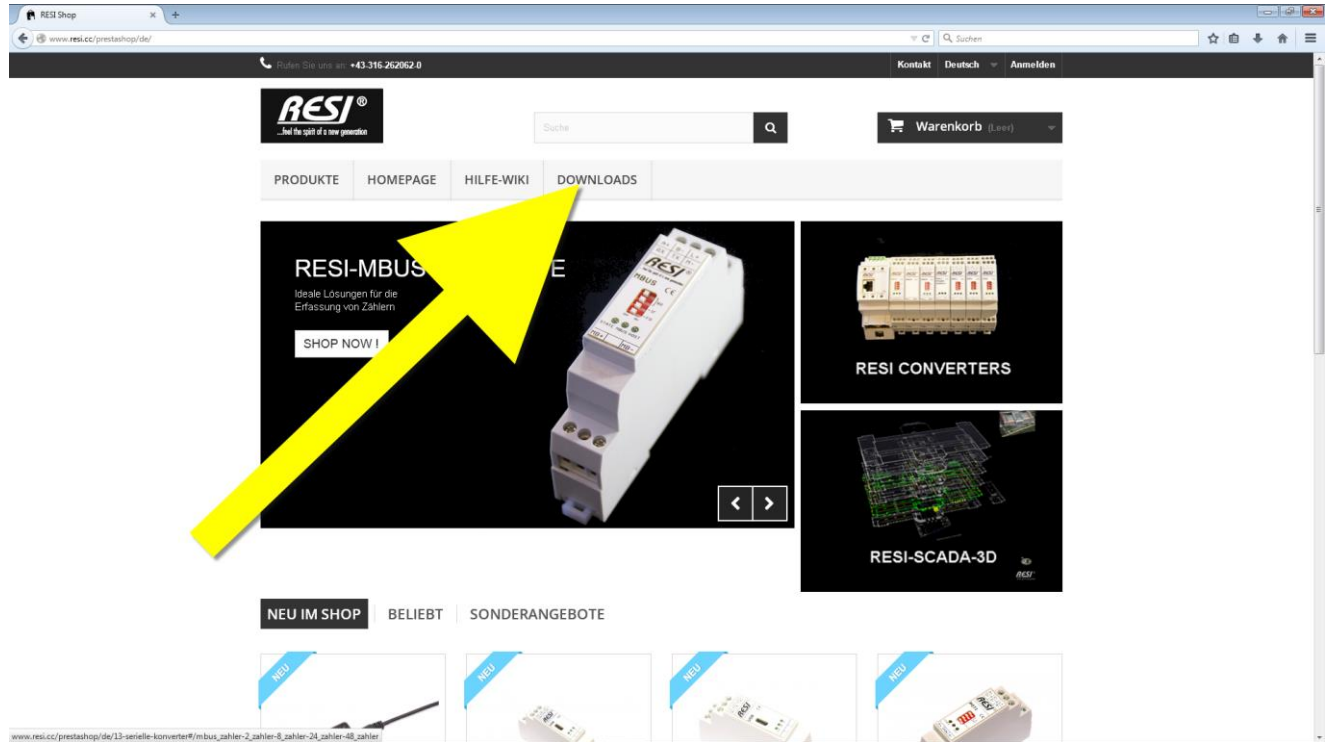 RESI Shop
www.resi.cc/prestashop/de/
Suchen
Rufen Sie uns an: +43-316-262062-0
Kontakt Deutsch Anmelden
RESI®
...feel the spirit of a new generation
Suche
Warenkorb (Leer)
PRODUKTE HOMEPAGE HILFE-WIKI DOWNLOADS
RESI-MBUS E
Ideale Lösungen für die
Erfassung von Zählern
SHOP NOW !
RESI
MBUS
RESI CONVERTERS
RESI-SCADA-3D
RESI
NEU IM SHOP BELIEBT SONDERANGEBOTE
NEU NEU NEU NEU
www.resi.cc/prestashop/de/13-serielle-konverter#/mbus_zahler-2_zahler-8_zahler-24_zahler-48_zahler